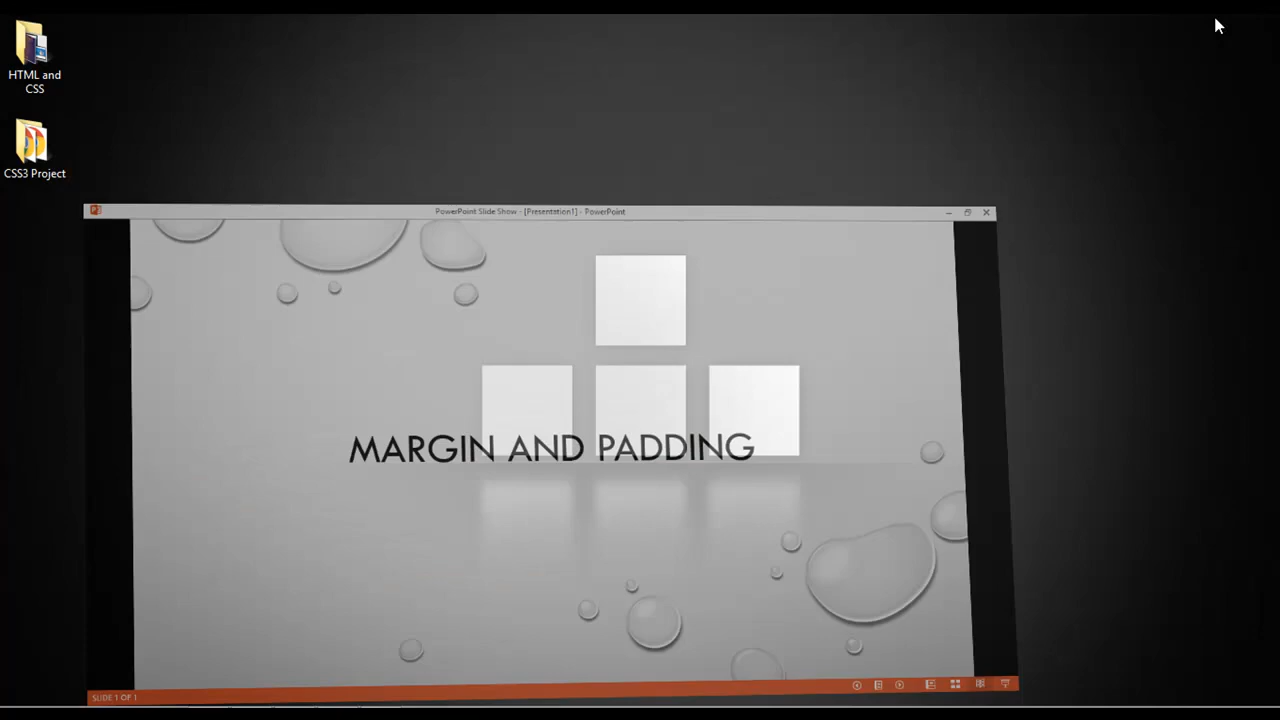 HTML and
CSS
CSS3 Project
PowerPoint Slide Show - [Presentation1] - PowerPoint
MARGIN AND PADDING
SLIDE 1 OF 1